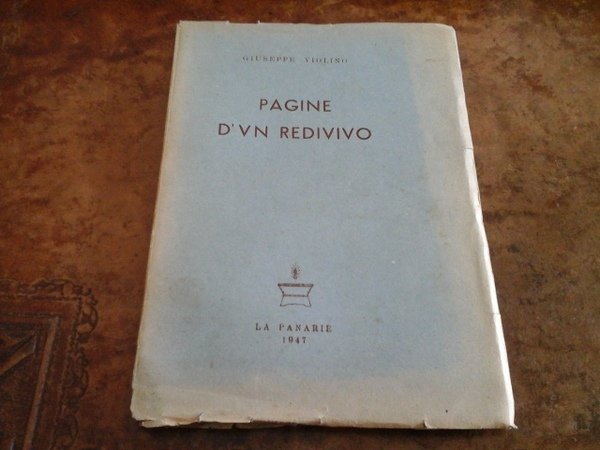 GIUSEPPE VIOLINO
PAGINE
D'VN REDIVIVO
LA PANARIE
1947